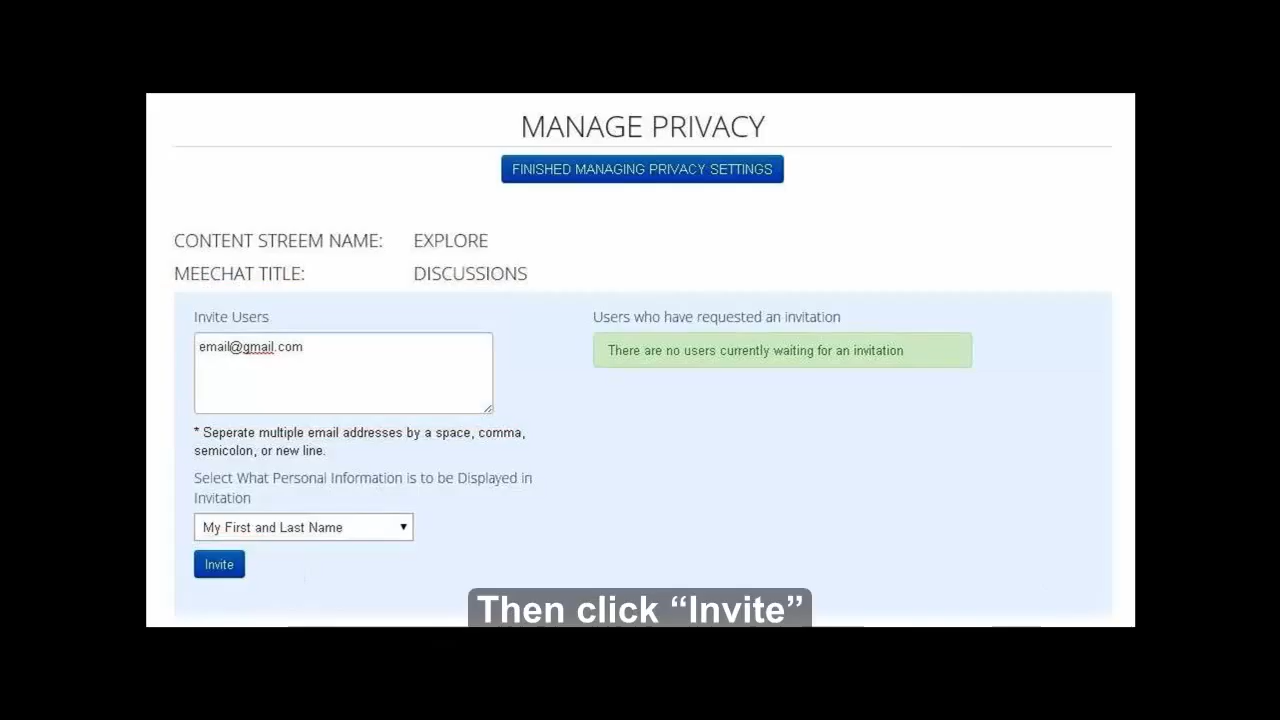 MANAGE PRIVACY
FINISHED MANAGING PRIVACY SETTINGS
CONTENT STREEM NAME: EXPLORE
MEECHAT TITLE: DISCUSSIONS
Invite Users
email@gmail.com
* Seperate multiple email addresses by a space, comma,
semicolon, or new line.
Select What Personal Information is to be Displayed in
Invitation
My First and Last Name
Invite
Users who have requested an invitation
There are no users currently waiting for an invitation
Then click “Invite”